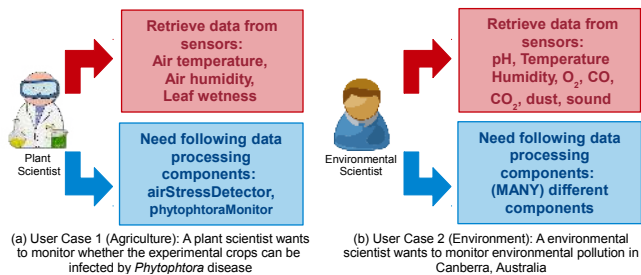 Retrieve data from
sensors:
Air temperature,
Air humidity,
Leaf wetness
Plant
Scientist
Need following data
processing
components:
airStressDetector,
phytophtoraMonitor
(a) User Case 1 (Agriculture): A plant scientist wants
to monitor whether the experimental crops can be
infected by Phytophtora disease
Retrieve data from
sensors:
pH, Temperature
Humidity, O₂, CO,
CO₂, dust, sound
Environmental
Scientist
Need following data
processing
components:
(MANY) different
components
(b) User Case 2 (Environment): A environmental
scientist wants to monitor environmental pollution in
Canberra, Australia